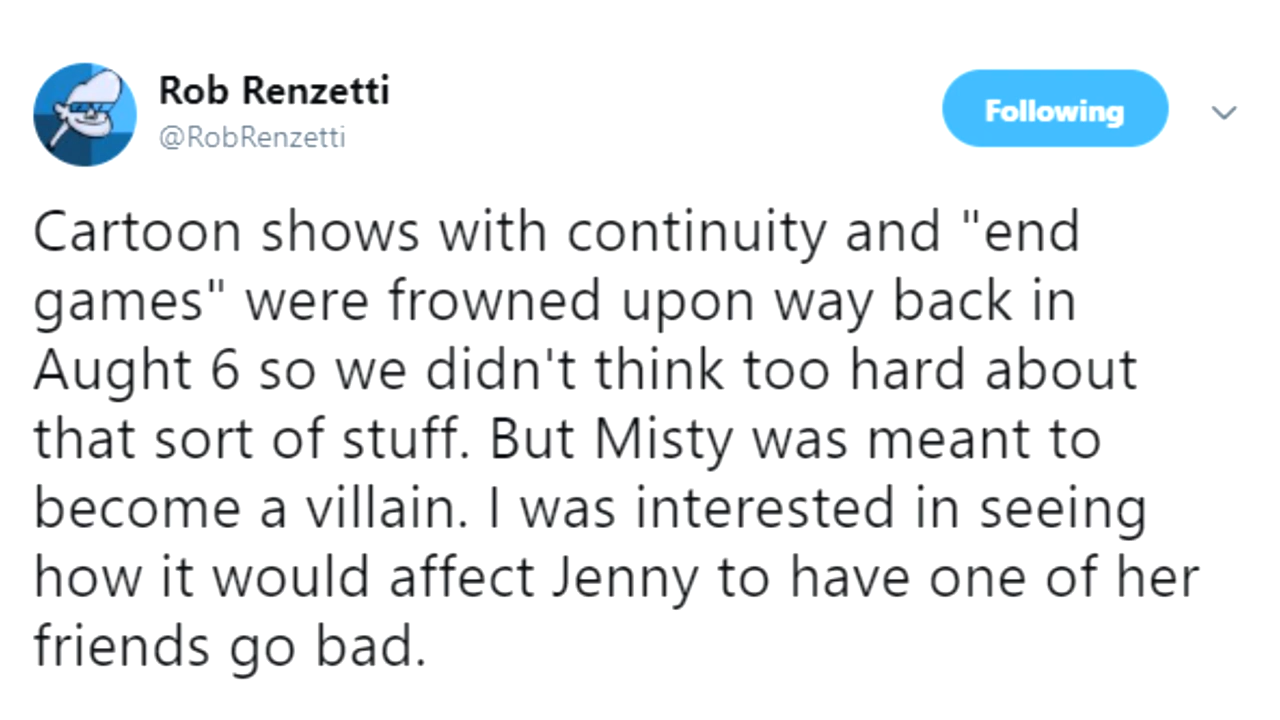 Rob Renzetti
@RobRenzetti
Following
Cartoon shows with continuity and "end
games" were frowned upon way back in
Aught 6 so we didn't think too hard about
that sort of stuff. But Misty was meant to
become a villain. I was interested in seeing
how it would affect Jenny to have one of her
friends go bad.